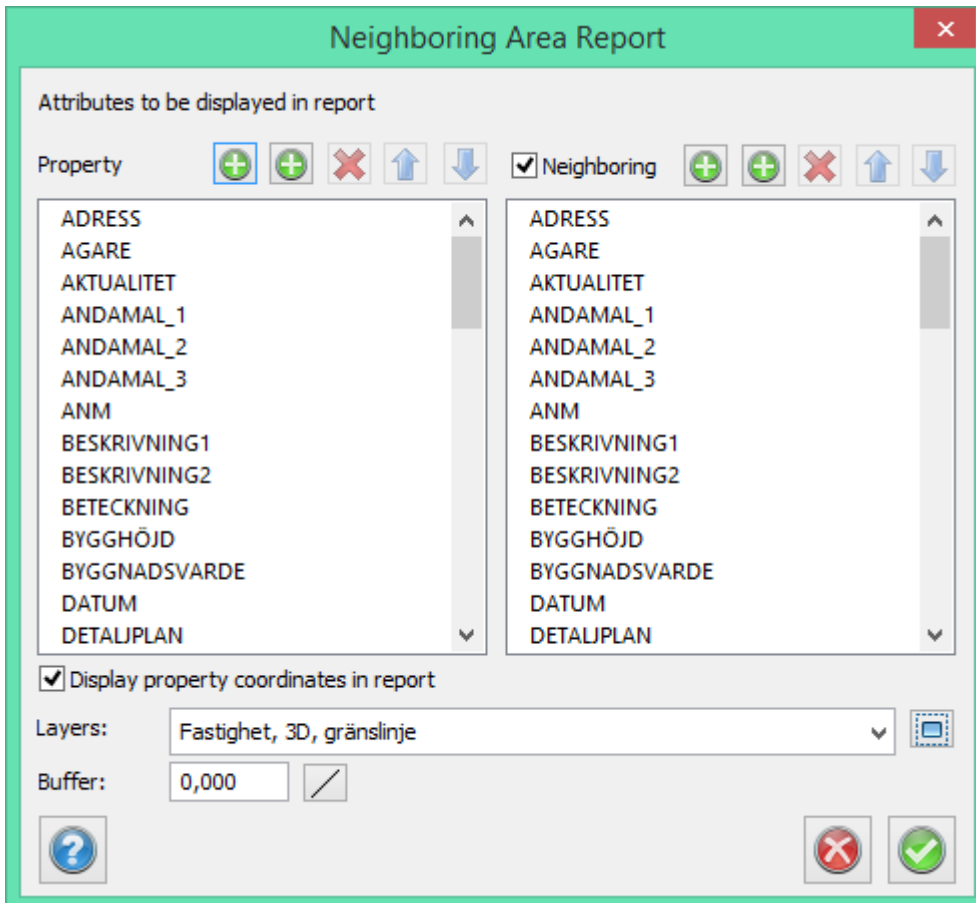 Neighboring Area Report
Attributes to be displayed in report
Property
Neighboring
ADRESS
AGARE
AKTUALITET
ANDAMAL_1
ANDAMAL_2
ANDAMAL_3
ANM
BESKRIVNING1
BESKRIVNING2
BETECKNING
BYGGHÖJD
BYGGNADSVARDE
DATUM
DETALJPLAN
ADRESS
AGARE
AKTUALITET
ANDAMAL_1
ANDAMAL_2
ANDAMAL_3
ANM
BESKRIVNING1
BESKRIVNING2
BETECKNING
BYGGHÖJD
BYGGNADSVARDE
DATUM
DETALJPLAN
Display property coordinates in report
Layers: Fastighet, 3D, gränslinje
Buffer: 0,000